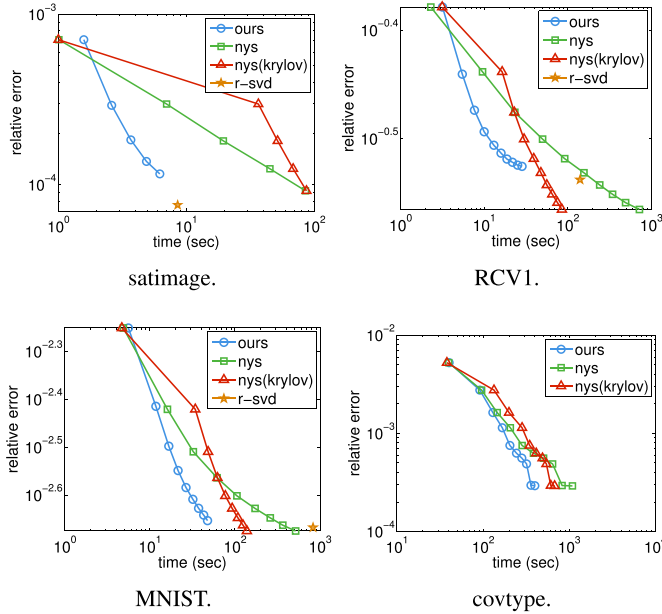 10^-3
ours
nys
nys(krylov)
r-svd
relative error
10^-4
10^0 10^1 10^2
time (sec)
satimage.
10^-0.4
ours
nys
nys(krylov)
r-svd
relative error
10^-0.5
10^0 10^1 10^2 10^3
time (sec)
RCV1.
10^-2.3
ours
nys
nys(krylov)
r-svd
relative error
10^-2.4
10^-2.5
10^-2.6
10^0 10^1 10^2 10^3
time (sec)
MNIST.
10^-2
ours
nys
nys(krylov)
relative error
10^-3
10^-4
10^1 10^2 10^3 10^4
time (sec)
covtype.